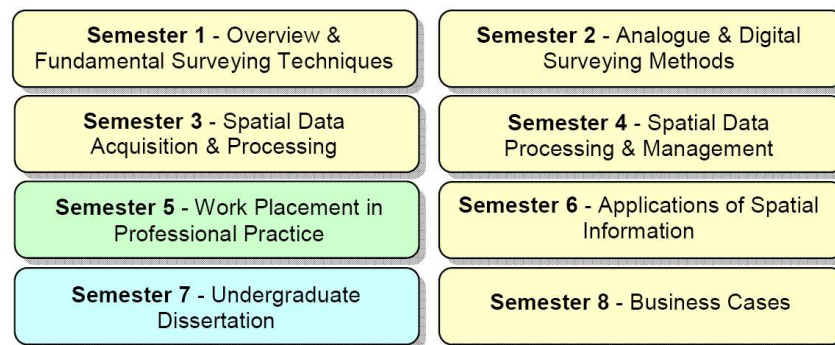 Semester 1 - Overview &
Fundamental Surveying Techniques
Semester 2 - Analogue & Digital
Surveying Methods
Semester 3 - Spatial Data
Acquisition & Processing
Semester 4 - Spatial Data
Processing & Management
Semester 5 - Work Placement in
Professional Practice
Semester 6 - Applications of Spatial
Information
Semester 7 - Undergraduate
Dissertation
Semester 8 - Business Cases